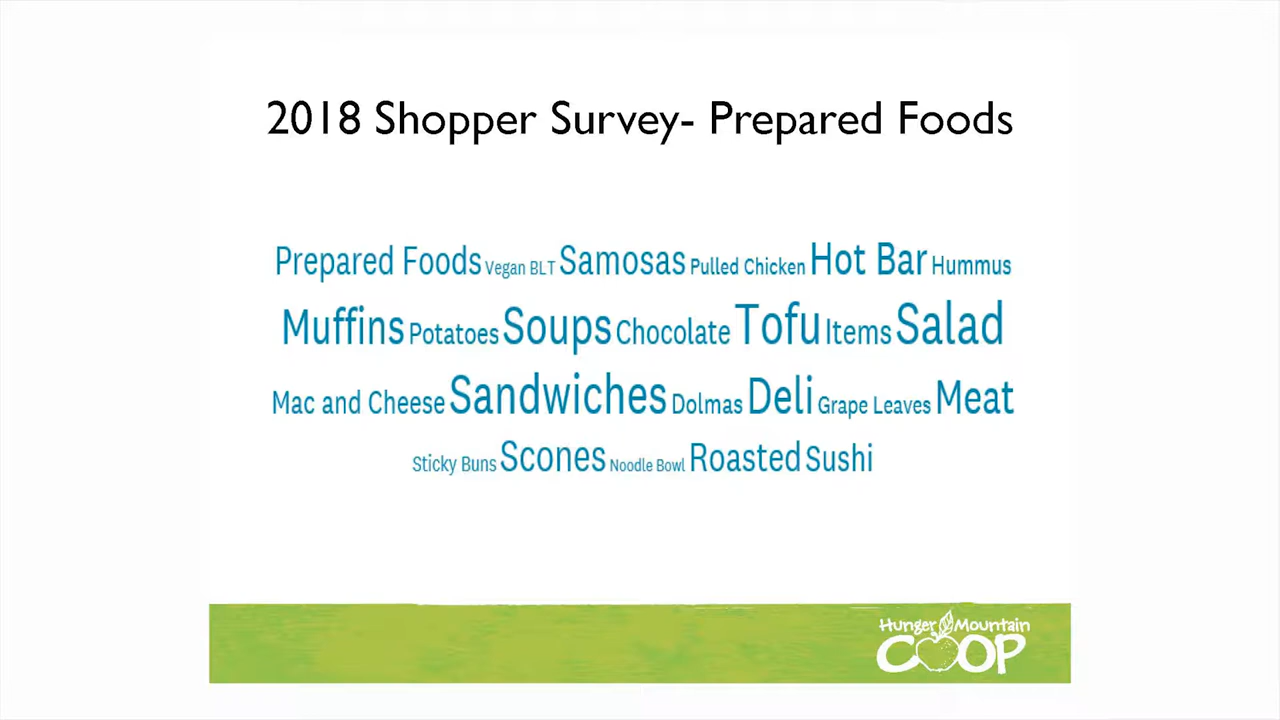 2018 Shopper Survey- Prepared Foods
Prepared Foods Vegan BLT Samosas Pulled Chicken Hot Bar Hummus
Muffins Potatoes Soups Chocolate Tofu Items Salad
Mac and Cheese Sandwiches Dolmas Deli Grape Leaves Meat
Sticky Buns Scones Noodle Bowl Roasted Sushi
Hunger Mountain
COOP